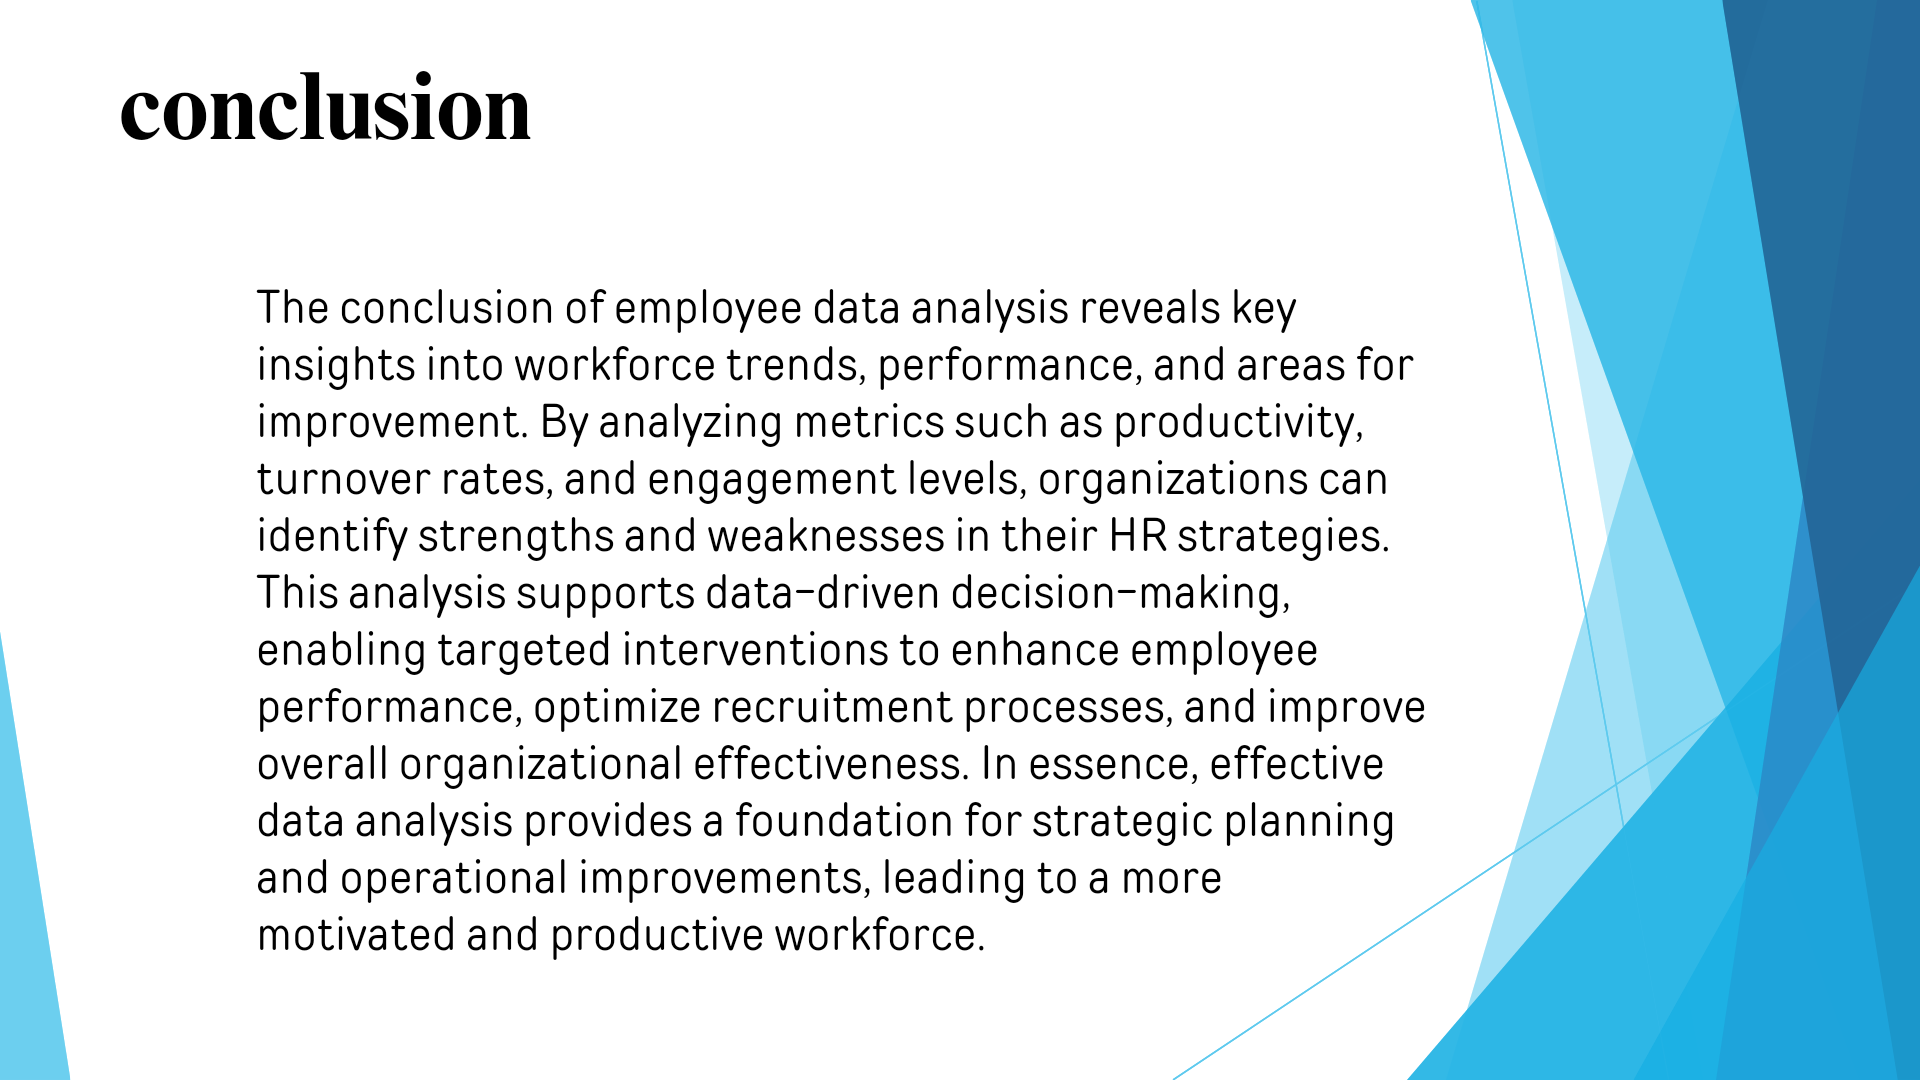 conclusion
The conclusion of employee data analysis reveals key
insights into workforce trends, performance, and areas for
improvement. By analyzing metrics such as productivity,
turnover rates, and engagement levels, organizations can
identify strengths and weaknesses in their HR strategies.
This analysis supports data-driven decision-making,
enabling targeted interventions to enhance employee
performance, optimize recruitment processes, and improve
overall organizational effectiveness. In essence, effective
data analysis provides a foundation for strategic planning
and operational improvements, leading to a more
motivated and productive workforce.